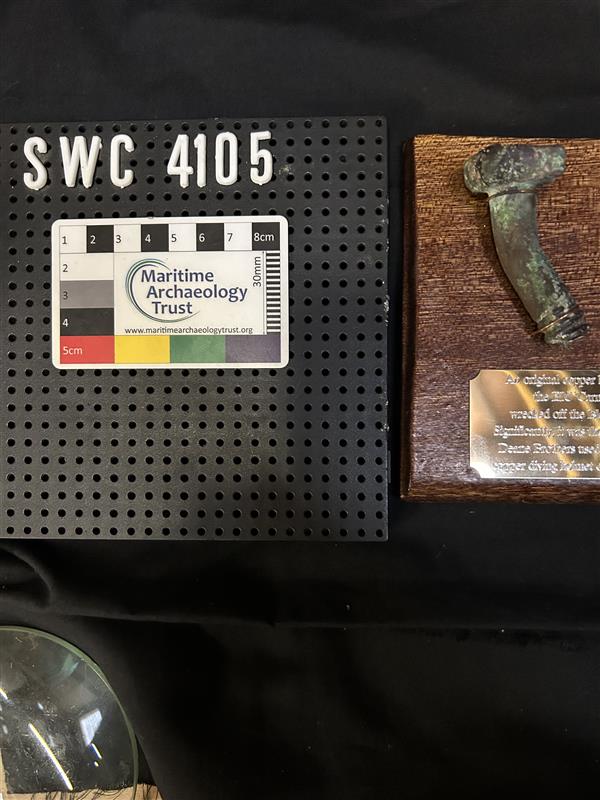 SWC 4105
1 2 3 4 5 6 7 8cm
2
3
4
5cm
30mm
Maritime
Archaeology
Trust
www.maritimearchaeologytrust.org
An original copper
the
wrecked off the
Significantly, it was
Deane Brothers used
copper diving helmet